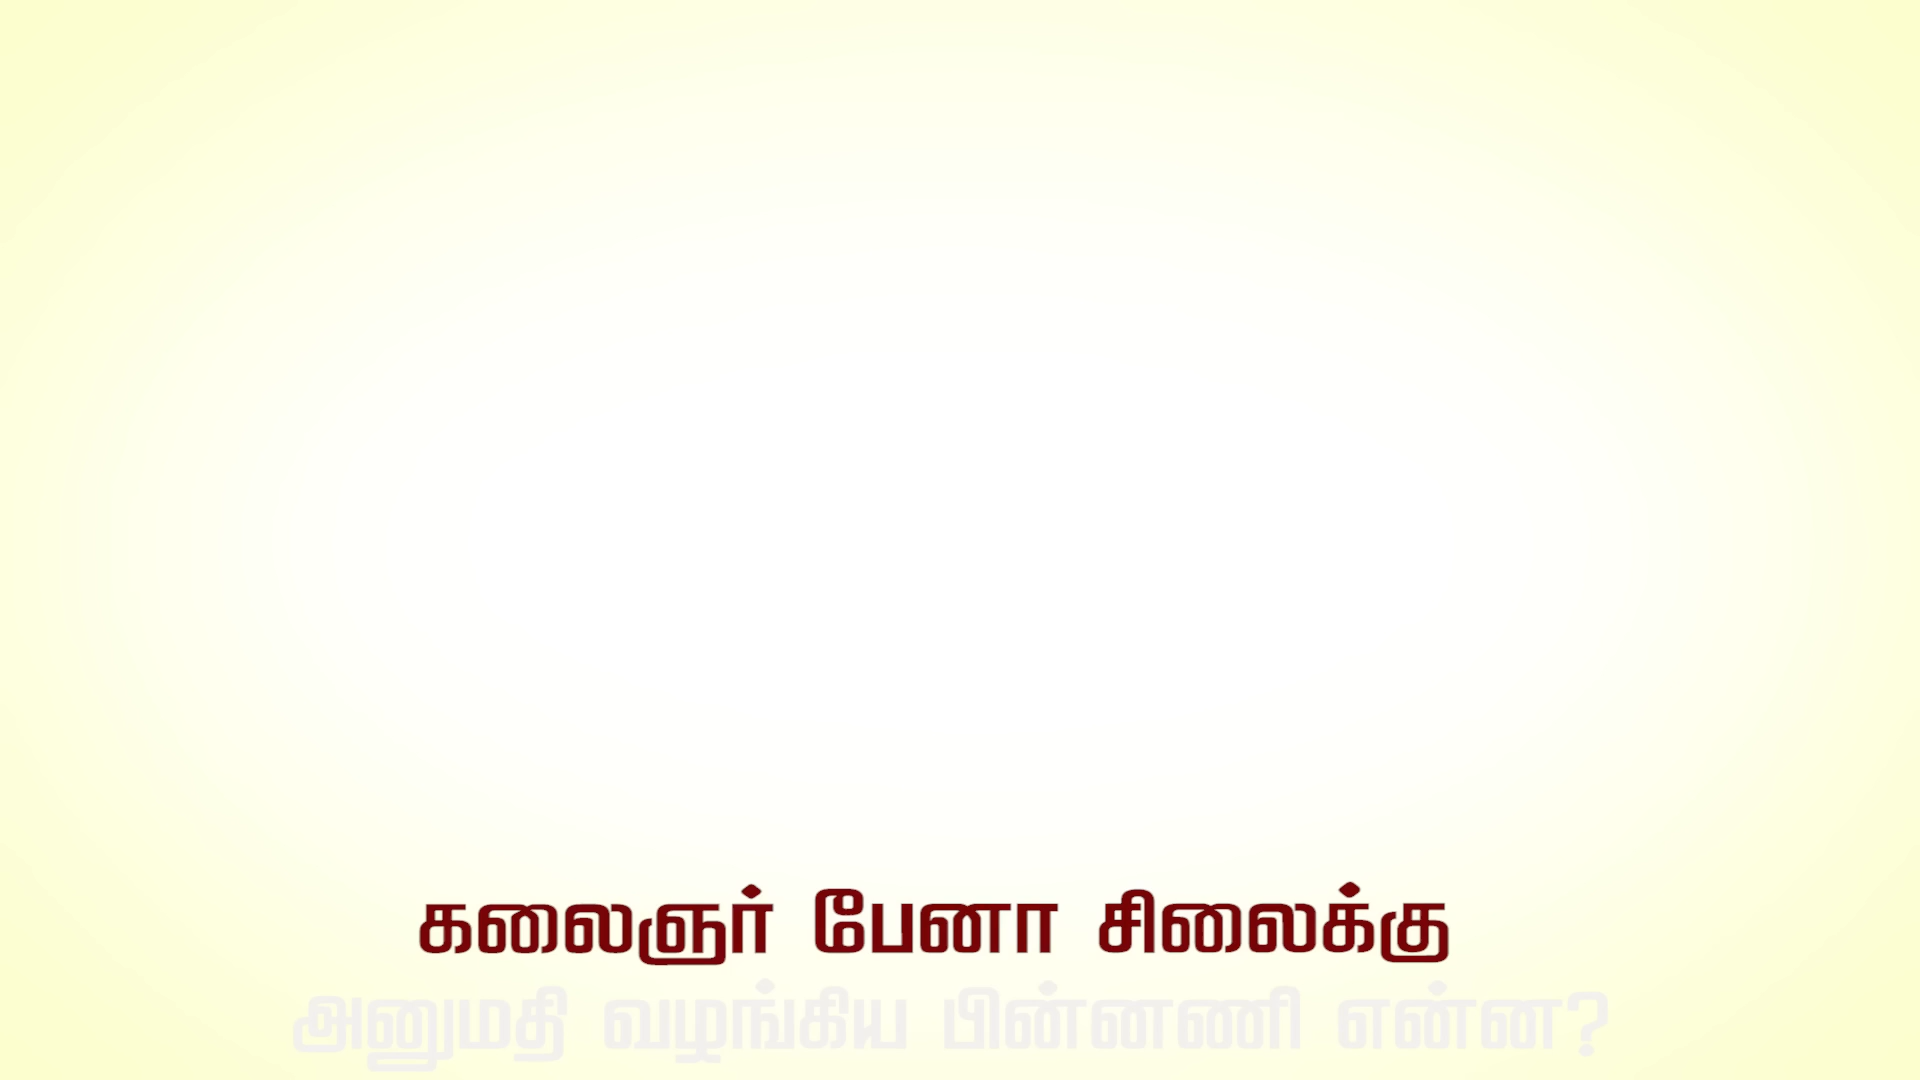 கலைஞர் பேனா சிலைக்கு
அனுமதி வழங்கிய பின்னணி என்ன?